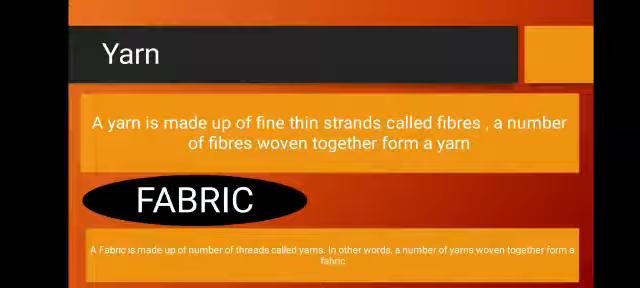 Yarn
A yarn is made up of fine thin strands called fibres , a number
of fibres woven together form a yarn
FABRIC
A Fabric is made up of number of threads called yarns. In other words, a number of yarns woven together form a
fabric